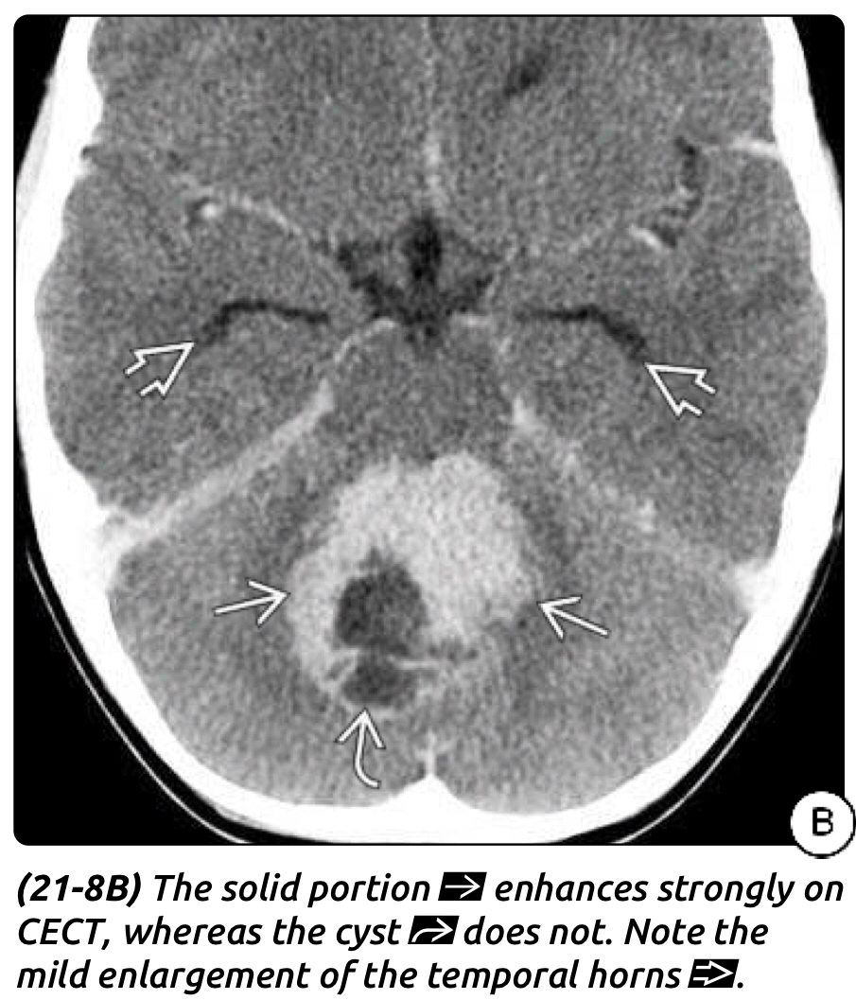 B
(21-8B) The solid portion enhances strongly on
CECT, whereas the cyst does not. Note the
mild enlargement of the temporal horns .